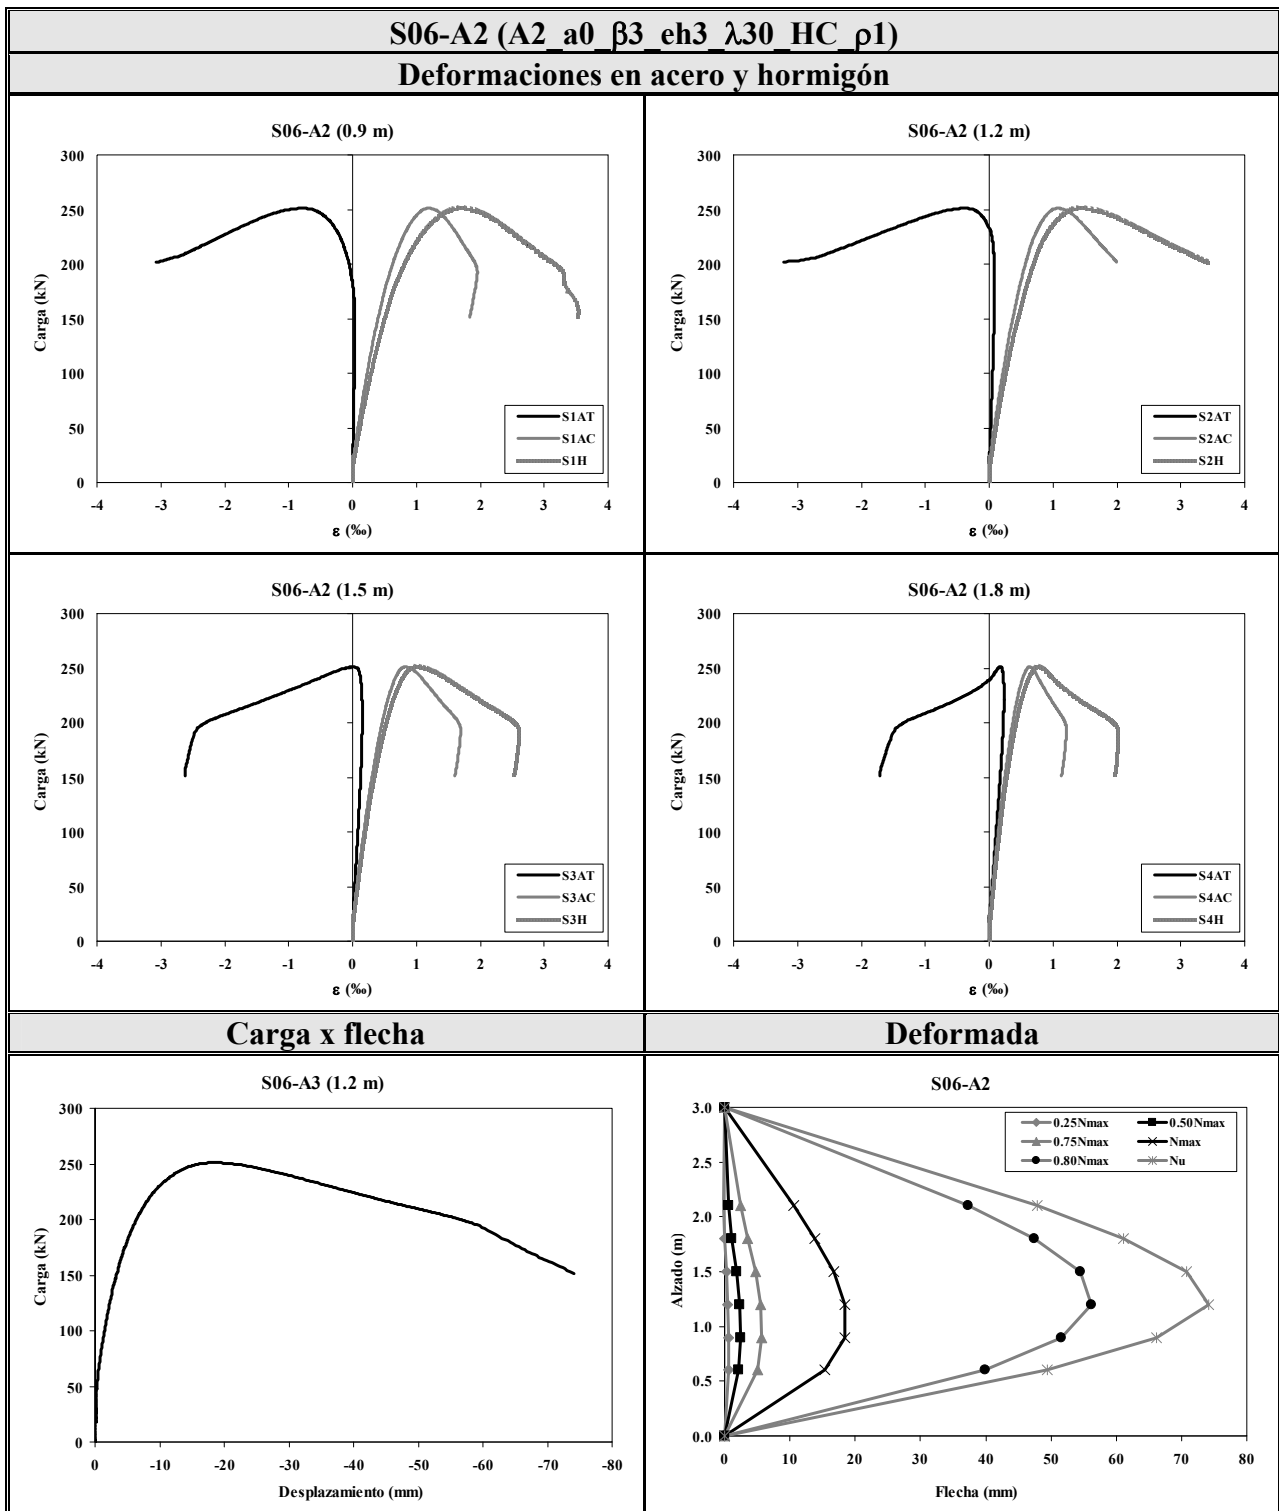 S06-A2 (A2_a0_β3_eh3_λ30_HC_ρ1)
Deformaciones en acero y hormigón
S06-A2 (0.9 m)
300
250
200
150
100
50
0
Carga (kN)
-4 -3 -2 -1 0 1 2 3 4
ε (‰)
S1AT
S1AC
S1H
S06-A2 (1.2 m)
300
250
200
150
100
50
0
Carga (kN)
-4 -3 -2 -1 0 1 2 3 4
ε (‰)
S2AT
S2AC
S2H
S06-A2 (1.5 m)
300
250
200
150
100
50
0
Carga (kN)
-4 -3 -2 -1 0 1 2 3 4
ε (‰)
S3AT
S3AC
S3H
S06-A2 (1.8 m)
300
250
200
150
100
50
0
Carga (kN)
-4 -3 -2 -1 0 1 2 3 4
ε (‰)
S4AT
S4AC
S4H
Carga x flecha
Deformada
S06-A3 (1.2 m)
300
250
200
150
100
50
0
Carga (kN)
0 -10 -20 -30 -40 -50 -60 -70 -80
Desplazamiento (mm)
S06-A2
3.0
2.5
2.0
1.5
1.0
0.5
0.0
Alzado (m)
0 10 20 30 40 50 60 70 80
Flecha (mm)
0.25Nmax 0.50Nmax
0.75Nmax Nmax
0.80Nmax Nu